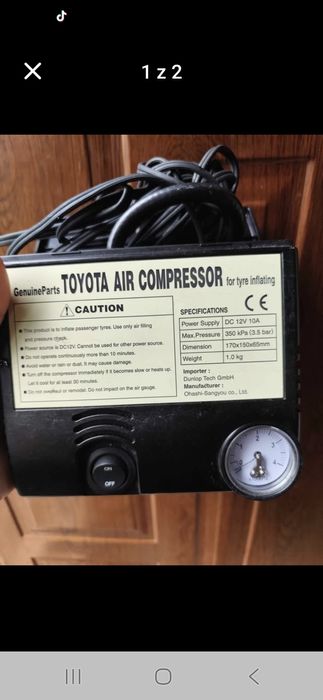 1 z 2
GenuineParts TOYOTA AIR COMPRESSOR for tyre inflating
CAUTION
This product is to inflate passenger tyres. Use only air filling
and pressure check.
Power source is DC12V. Cannot be used for other power source.
Do not operate continuously more than 10 minutes.
Avoid water or rain or dust. It may cause damage.
Turn off the compressor immediately if it becomes slow or heats up.
Let it cool for at least 30 minutes.
Do not overheat or remodel. Do not impact on the air gauge.
SPECIFICATIONS CE
Power Supply DC 12V 10A
Max.Pressure 350 kPa (3.5 bar)
Dimension 170x150x65mm
Weight 1.0 kg
Importer :
Dunlop Tech GmbH
Manufacturer :
Ohashi-Sangyou co., Ltd.
ON
OFF
1 2 3 4